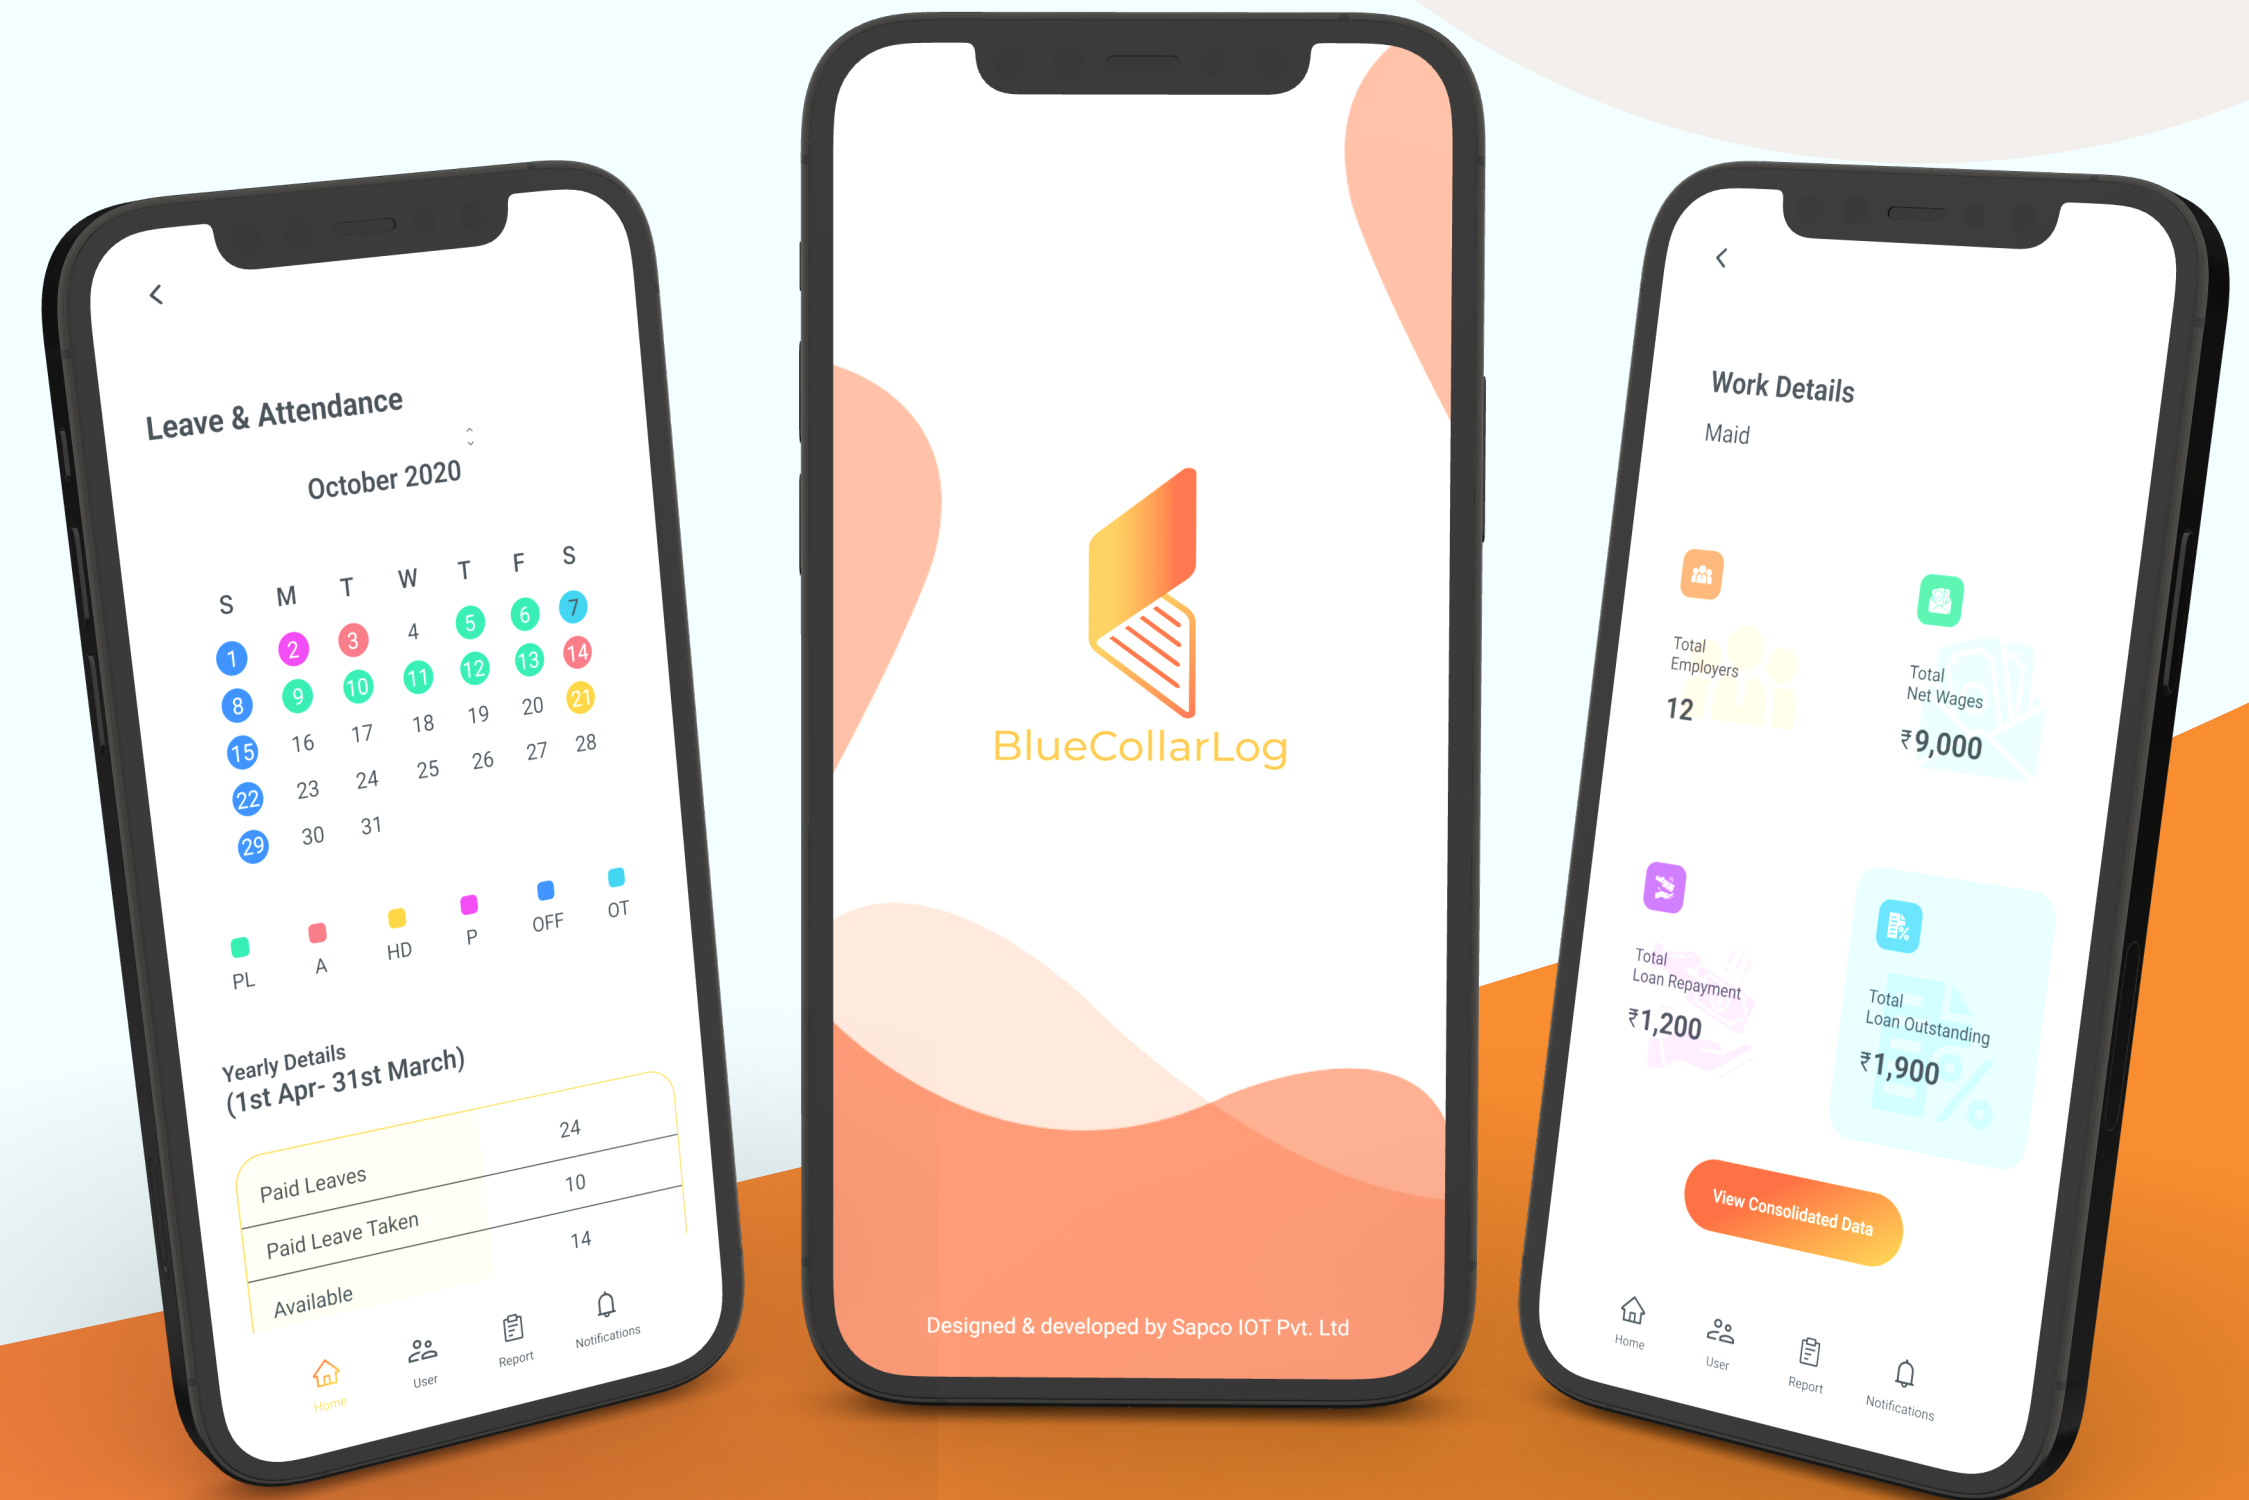 Leave & Attendance
October 2020
S M T W T F S
1 2 3 4 5 6 7
8 9 10 11 12 13 14
15 16 17 18 19 20 21
22 23 24 25 26 27 28
29 30 31
PL A HD P OFF OT
Yearly Details
(1st Apr- 31st March)
Paid Leaves 24
Paid Leave Taken 10
Available 14
Home User Report Notifications
BlueCollarLog
Designed & developed by Sapco IOT Pvt. Ltd
Work Details
Maid
Total
Employers
12
Total
Net Wages
₹9,000
Total
Loan Repayment
₹1,200
Total
Loan Outstanding
₹1,900
View Consolidated Data
Home User Report Notifications